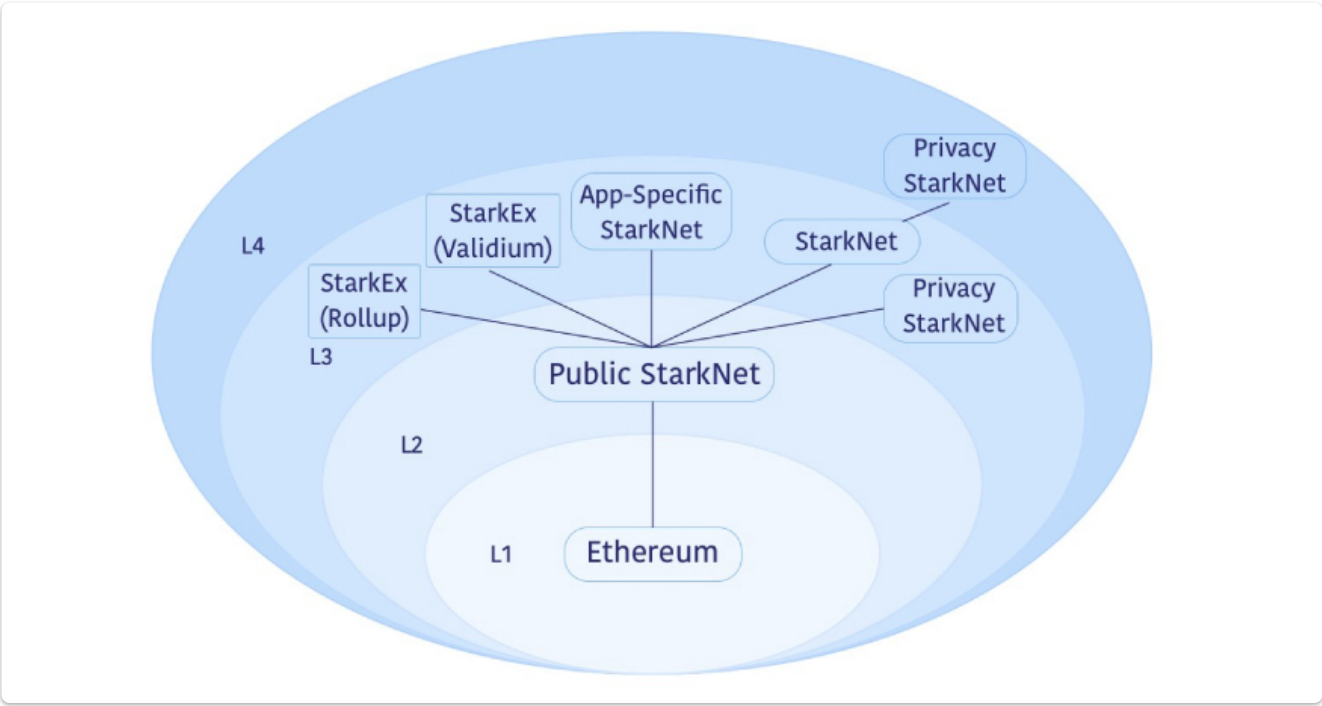 Privacy
StarkNet
App-Specific
StarkNet
StarkEx
(Validium)
StarkNet
L4
StarkEx
(Rollup)
Privacy
StarkNet
L3
Public StarkNet
L2
L1
Ethereum